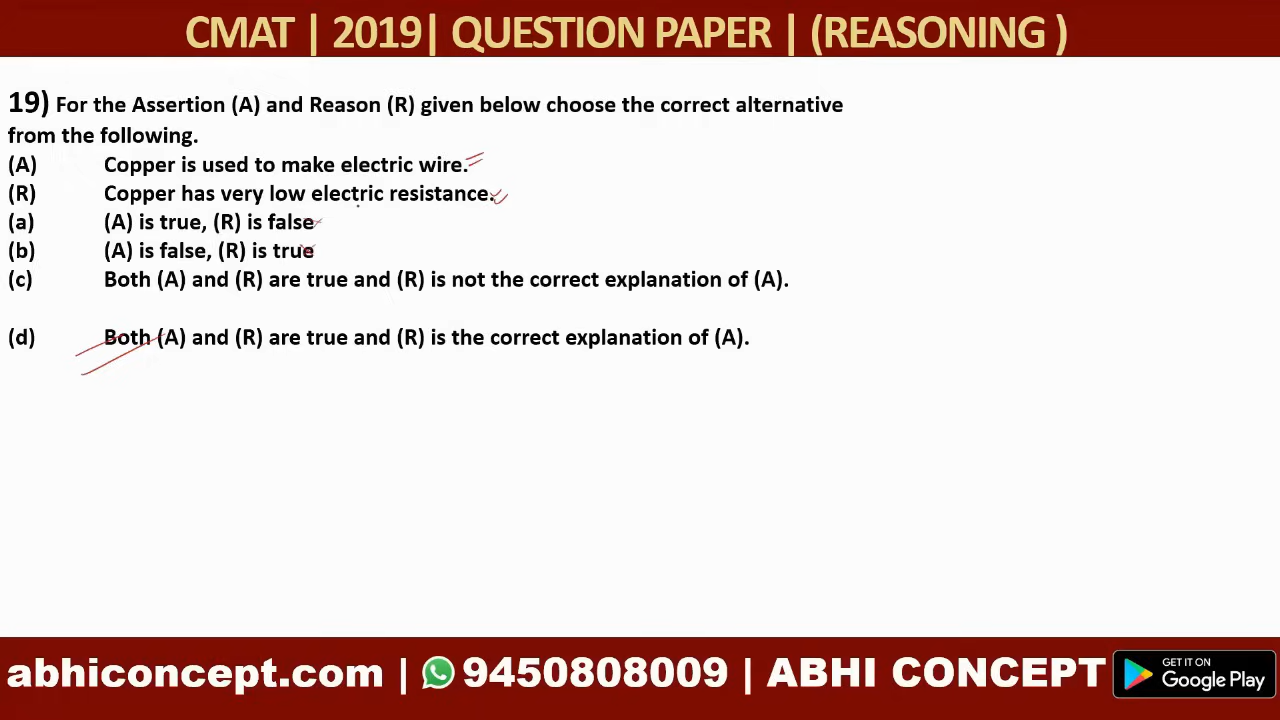 CMAT | 2019| QUESTION PAPER | (REASONING )
19) For the Assertion (A) and Reason (R) given below choose the correct alternative
from the following.
(A) Copper is used to make electric wire.
(R) Copper has very low electric resistance.
(a) (A) is true, (R) is false
(b) (A) is false, (R) is true
(c) Both (A) and (R) are true and (R) is not the correct explanation of (A).
(d) Both (A) and (R) are true and (R) is the correct explanation of (A).
abhiconcept.com | 9450808009 | ABHI CONCEPT
GET IT ON
Google Play